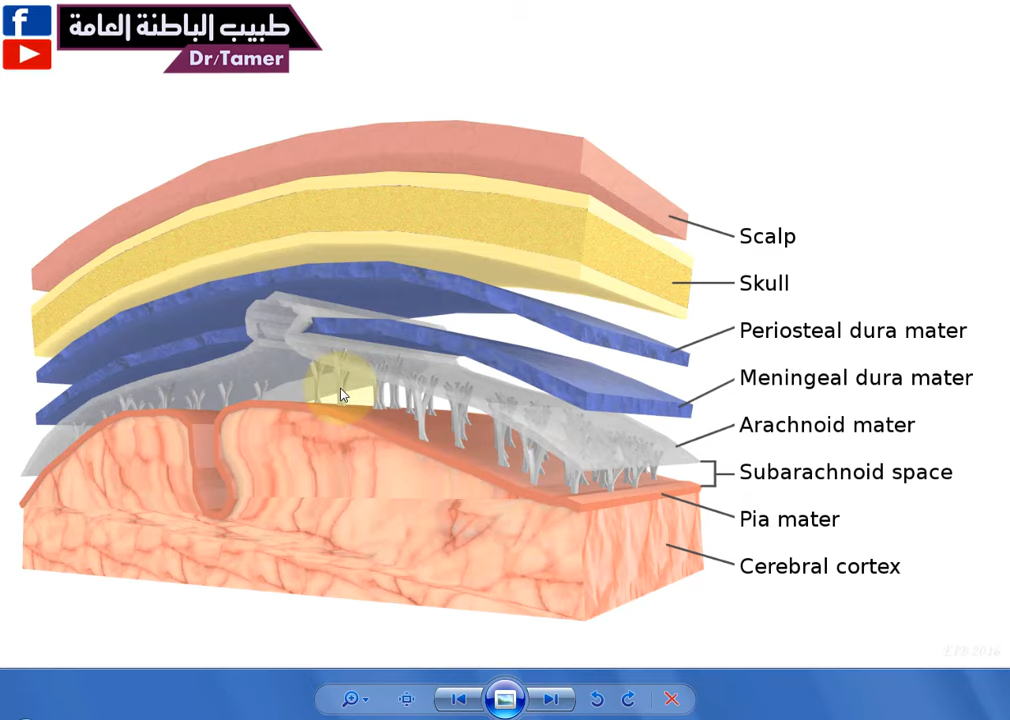 f
طبيب الباطنة العامة
Dr/Tamer
Scalp
Skull
Periosteal dura mater
Meningeal dura mater
Arachnoid mater
Subarachnoid space
Pia mater
Cerebral cortex